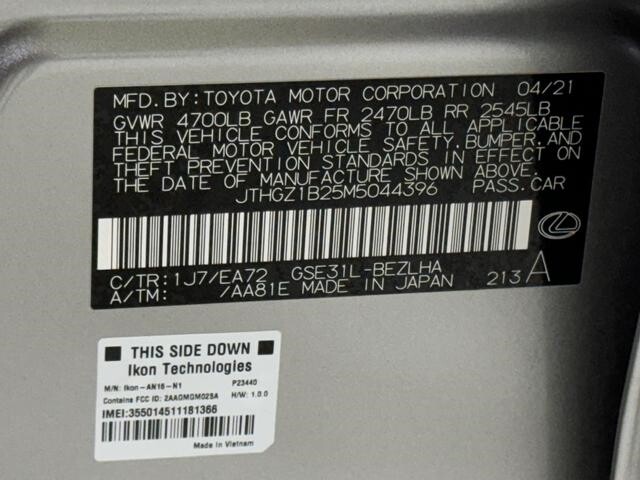 MFD.BY:TOYOTA MOTOR CORPORATION 04/21
GVWR 4700LB GAWR FR 2470LB RR 2545LB
THIS VEHICLE CONFORMS TO ALL APPLICABLE
FEDERAL MOTOR VEHICLE SAFETY,BUMPER,AND
THEFT PREVENTION STANDARDS IN EFFECT ON
THE DATE OF MANUFACTURE SHOWN ABOVE.
JTHGZ1B25M5044396 PASS.CAR
C/TR:1J7/EA72 GSE31L-BEZLHA
A/TM: /AA81E MADE IN JAPAN 213 A
THIS SIDE DOWN
Ikon Technologies
M/N: Ikon-AN16-N1 P23440
Contains FCC ID: 2AAGMGM02SA H/W: 1.0.0
IMEI:355014511181366
Made in Vietnam